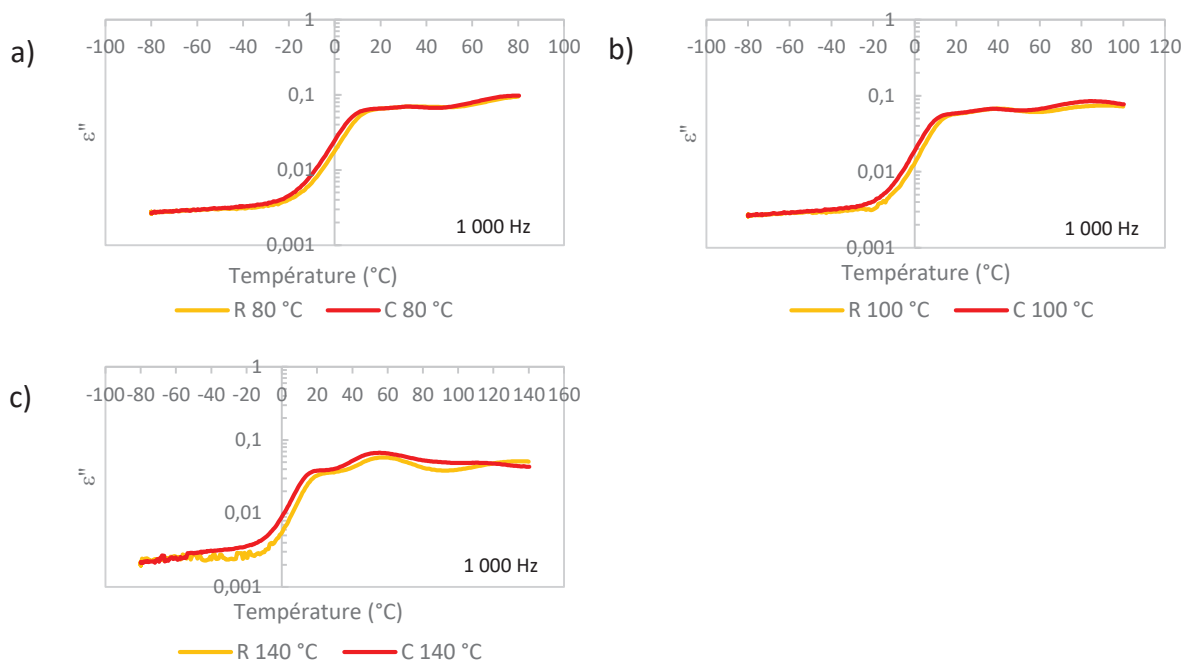 a)
-100 -80 -60 -40 -20 0 20 40 60 80 100
1
0,1
0,01
0,001
ε''
1 000 Hz
Température (°C)
R 80 °C C 80 °C
b)
-100 -80 -60 -40 -20 0 20 40 60 80 100 120
1
0,1
0,01
0,001
ε''
1 000 Hz
Température (°C)
R 100 °C C 100 °C
c)
-100 -80 -60 -40 -20 0 20 40 60 80 100 120 140 160
1
0,1
0,01
0,001
ε''
1 000 Hz
Température (°C)
R 140 °C C 140 °C